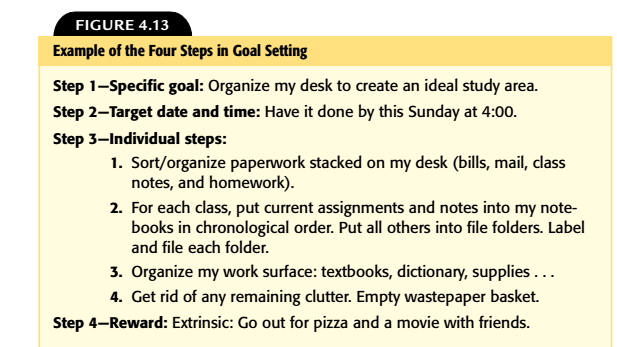 FIGURE 4.13
Example of the Four Steps in Goal Setting
Step 1—Specific goal: Organize my desk to create an ideal study area.
Step 2—Target date and time: Have it done by this Sunday at 4:00.
Step 3—Individual steps:
1. Sort/organize paperwork stacked on my desk (bills, mail, class
notes, and homework).
2. For each class, put current assignments and notes into my note-
books in chronological order. Put all others into file folders. Label
and file each folder.
3. Organize my work surface: textbooks, dictionary, supplies . . .
4. Get rid of any remaining clutter. Empty wastepaper basket.
Step 4—Reward: Extrinsic: Go out for pizza and a movie with friends.